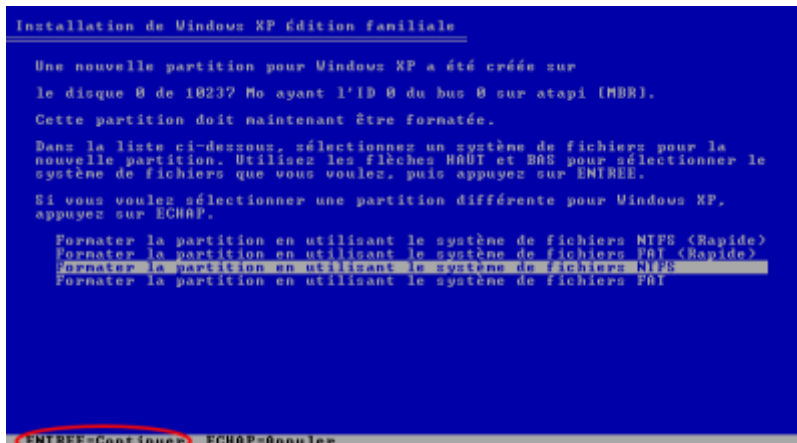 Installation de Windows XP Édition familiale
Une nouvelle partition pour Windows XP a été créée sur
le disque 0 de 10237 Mo ayant l'ID 0 du bus 0 sur atapi [MBR].
Cette partition doit maintenant être formatée.
Dans la liste ci-dessous, sélectionnez un système de fichiers pour la
nouvelle partition. Utilisez les flèches HAUT et BAS pour sélectionner le
système de fichiers que vous voulez, puis appuyez sur ENTREE.
Si vous voulez sélectionner une partition différente pour Windows XP,
appuyez sur ECHAP.
Formater la partition en utilisant le système de fichiers NTFS (Rapide)
Formater la partition en utilisant le système de fichiers FAT (Rapide)
Formater la partition en utilisant le système de fichiers NTFS
Formater la partition en utilisant le système de fichiers FAT
ENTREE=Continuer ECHAP=Annuler